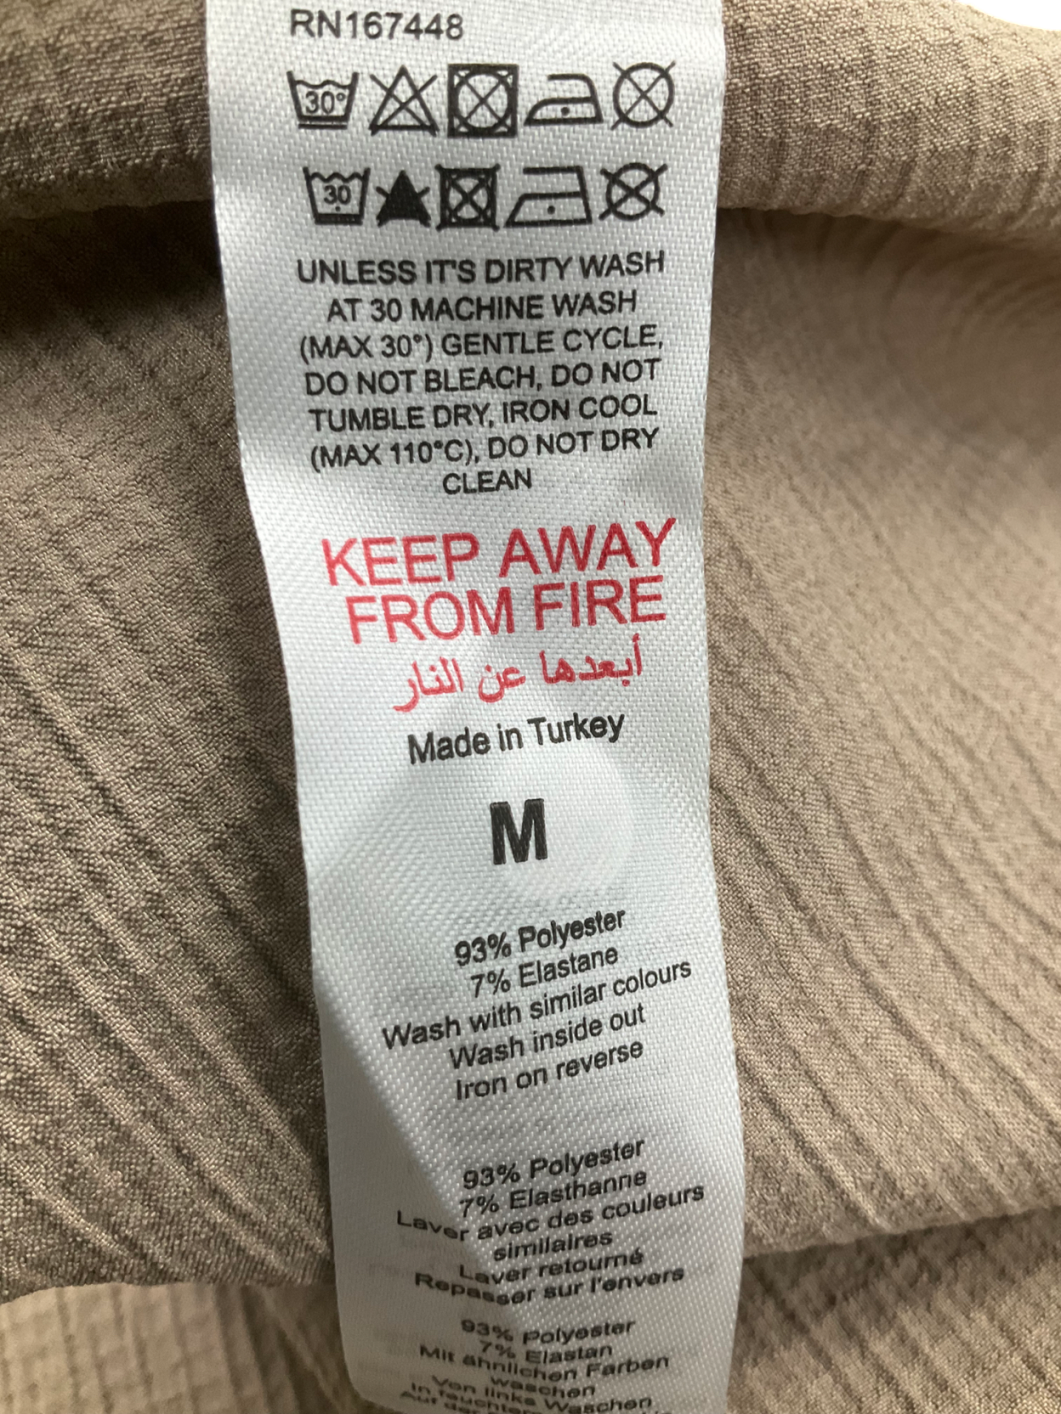 RN167448
30°
30
UNLESS IT'S DIRTY WASH
AT 30 MACHINE WASH
(MAX 30°) GENTLE CYCLE,
DO NOT BLEACH, DO NOT
TUMBLE DRY, IRON COOL
(MAX 110°C), DO NOT DRY
CLEAN
KEEP AWAY
FROM FIRE
أبعدها عن النار
Made in Turkey
M
93% Polyester
7% Elastane
Wash with similar colours
Wash inside out
Iron on reverse
93% Polyester
7% Elasthanne
Laver avec des couleurs
similaires
Laver retourné
Repasser sur l'envers
93% Polyester
7% Elastan
Mit ähnlichen Farben
waschen
Von links Waschen